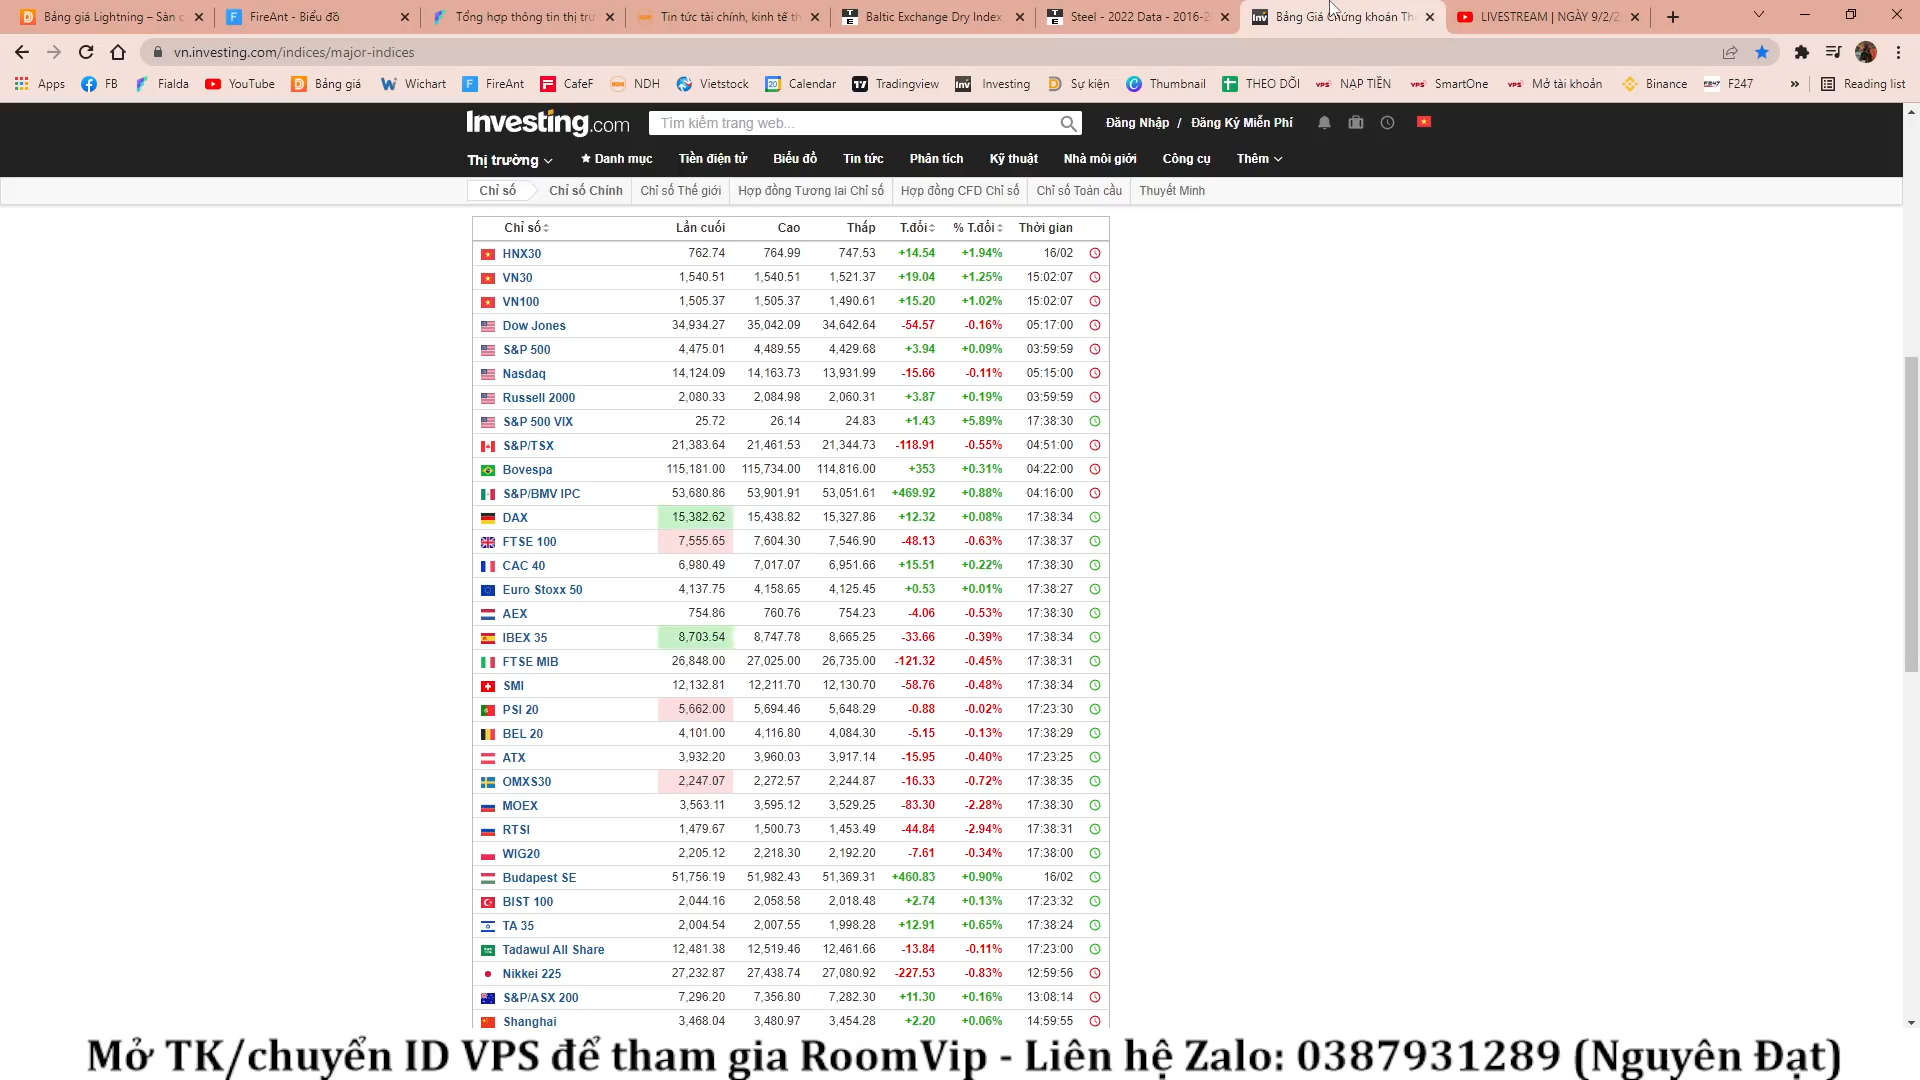 Bảng giá Lightning – Sàn c
FireAnt - Biểu đồ
Tổng hợp thông tin thị trư
Tin tức tài chính, kinh tế th
Baltic Exchange Dry Index
Steel - 2022 Data - 2016-2
Bảng Giá Chứng khoán Th
LIVESTREAM | NGÀY 9/2/2
vn.investing.com/indices/major-indices
Apps FB Fialda YouTube Bảng giá Wichart FireAnt CafeF NDH Vietstock Calendar Tradingview Investing Sự kiện Thumbnail THEO DÕI NẠP TIỀN SmartOne Mở tài khoản Binance F247 » Reading list
Investing.com Tìm kiếm trang web... Đăng Nhập / Đăng Ký Miễn Phí
Thị trường Danh mục Tiền điện tử Biểu đồ Tin tức Phân tích Kỹ thuật Nhà môi giới Công cụ Thêm
Chỉ số Chỉ số Chính Chỉ số Thế giới Hợp đồng Tương lai Chỉ số Hợp đồng CFD Chỉ số Chỉ số Toàn cầu Thuyết Minh
Chỉ số Lần cuối Cao Thấp T.đổi % T.đổi Thời gian
HNX30 762.74 764.99 747.53 +14.54 +1.94% 16/02
VN30 1,540.51 1,540.51 1,521.37 +19.04 +1.25% 15:02:07
VN100 1,505.37 1,505.37 1,490.61 +15.20 +1.02% 15:02:07
Dow Jones 34,934.27 35,042.09 34,642.64 -54.57 -0.16% 05:17:00
S&P 500 4,475.01 4,489.55 4,429.68 +3.94 +0.09% 03:59:59
Nasdaq 14,124.09 14,163.73 13,931.99 -15.66 -0.11% 05:15:00
Russell 2000 2,080.33 2,084.98 2,060.31 +3.87 +0.19% 03:59:59
S&P 500 VIX 25.72 26.14 24.83 +1.43 +5.89% 17:38:30
S&P/TSX 21,383.64 21,461.53 21,344.73 -118.91 -0.55% 04:51:00
Bovespa 115,181.00 115,734.00 114,816.00 +353 +0.31% 04:22:00
S&P/BMV IPC 53,680.86 53,901.91 53,051.61 +469.92 +0.88% 04:16:00
DAX 15,382.62 15,438.82 15,327.86 +12.32 +0.08% 17:38:34
FTSE 100 7,555.65 7,604.30 7,546.90 -48.13 -0.63% 17:38:37
CAC 40 6,980.49 7,017.07 6,951.66 +15.51 +0.22% 17:38:30
Euro Stoxx 50 4,137.75 4,158.65 4,125.45 +0.53 +0.01% 17:38:27
AEX 754.86 760.76 754.23 -4.06 -0.53% 17:38:30
IBEX 35 8,703.54 8,747.78 8,665.25 -33.66 -0.39% 17:38:34
FTSE MIB 26,848.00 27,025.00 26,735.00 -121.32 -0.45% 17:38:31
SMI 12,132.81 12,211.70 12,130.70 -58.76 -0.48% 17:38:34
PSI 20 5,662.00 5,694.46 5,648.29 -0.88 -0.02% 17:23:30
BEL 20 4,101.00 4,116.80 4,084.30 -5.15 -0.13% 17:38:29
ATX 3,932.20 3,960.03 3,917.14 -15.95 -0.40% 17:23:25
OMXS30 2,247.07 2,272.57 2,244.87 -16.33 -0.72% 17:38:35
MOEX 3,563.11 3,595.12 3,529.25 -83.30 -2.28% 17:38:30
RTSI 1,479.67 1,500.73 1,453.49 -44.84 -2.94% 17:38:31
WIG20 2,205.12 2,218.30 2,192.20 -7.61 -0.34% 17:38:00
Budapest SE 51,756.19 51,982.43 51,369.31 +460.83 +0.90% 16/02
BIST 100 2,044.16 2,058.58 2,018.48 +2.74 +0.13% 17:23:32
TA 35 2,004.54 2,007.55 1,998.28 +12.91 +0.65% 17:38:24
Tadawul All Share 12,481.38 12,519.46 12,461.66 -13.84 -0.11% 17:23:00
Nikkei 225 27,232.87 27,438.74 27,080.92 -227.53 -0.83% 12:59:56
S&P/ASX 200 7,296.20 7,356.80 7,282.30 +11.30 +0.16% 13:08:14
Shanghai 3,468.04 3,480.97 3,454.28 +2.20 +0.06% 14:59:55
Mở TK/chuyển ID VPS để tham gia RoomVip - Liên hệ Zalo: 0387931289 (Nguyên Đạt)